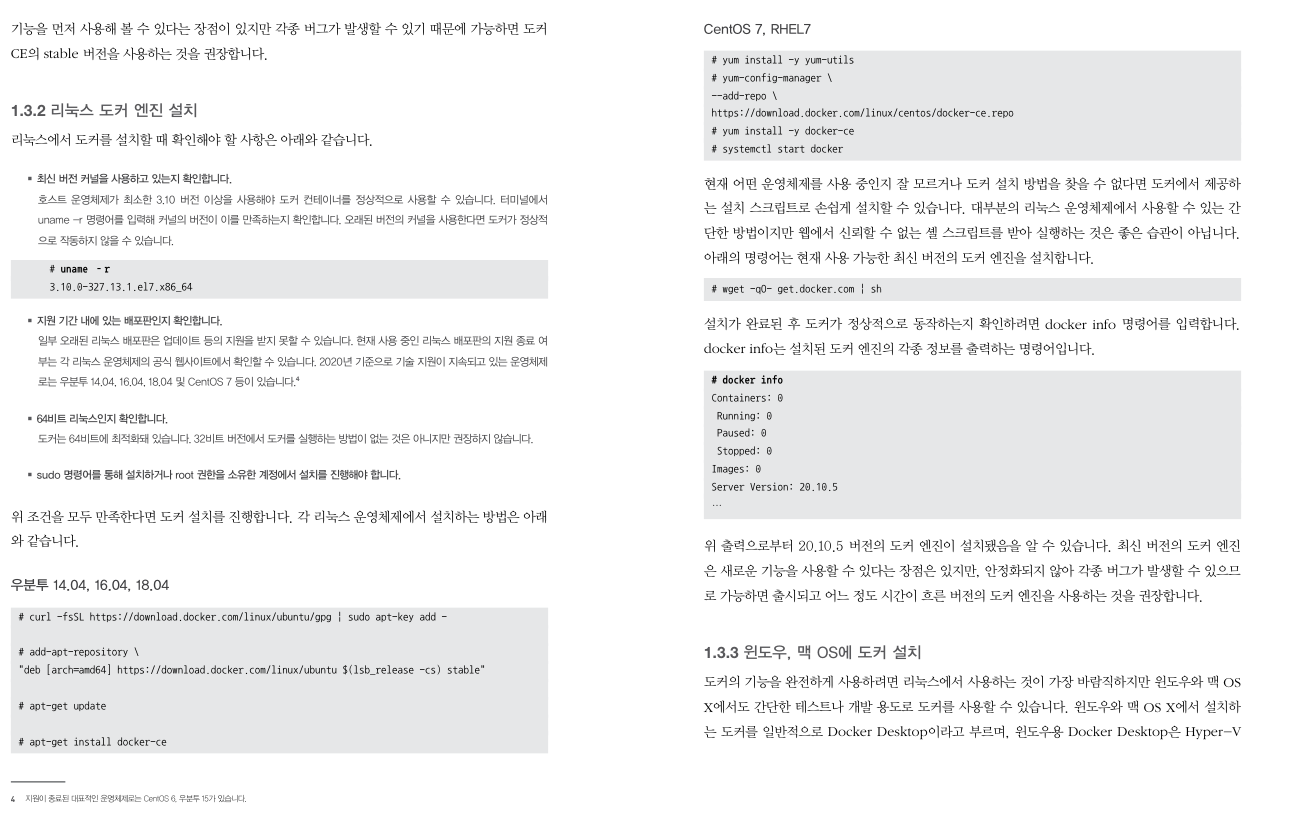 기능을 먼저 사용해 볼 수 있다는 장점이 있지만 각종 버그가 발생할 수 있기 때문에 가능하면 도커
CE의 stable 버전을 사용하는 것을 권장합니다.
1.3.2 리눅스 도커 엔진 설치
리눅스에서 도커를 설치할 때 확인해야 할 사항은 아래와 같습니다.
▪ 최신 버전 커널을 사용하고 있는지 확인합니다.
호스트 운영체제가 최소한 3.10 버전 이상을 사용해야 도커 컨테이너를 정상적으로 사용할 수 있습니다. 터미널에서
uname –r 명령어를 입력해 커널의 버전이 이를 만족하는지 확인합니다. 오래된 버전의 커널을 사용한다면 도커가 정상적
으로 작동하지 않을 수 있습니다.
# uname -r
3.10.0-327.13.1.el7.x86_64
▪ 지원 기간 내에 있는 배포판인지 확인합니다.
일부 오래된 리눅스 배포판은 업데이트 등의 지원을 받지 못할 수 있습니다. 현재 사용 중인 리눅스 배포판의 지원 종료 여
부는 각 리눅스 운영체제의 공식 웹사이트에서 확인할 수 있습니다. 2020년 기준으로 기술 지원이 지속되고 있는 운영체제
로는 우분투 14.04, 16.04, 18.04 및 CentOS 7 등이 있습니다.4
▪ 64비트 리눅스인지 확인합니다.
도커는 64비트에 최적화돼 있습니다. 32비트 버전에서 도커를 실행하는 방법이 없는 것은 아니지만 권장하지 않습니다.
▪ sudo 명령어를 통해 설치하거나 root 권한을 소유한 계정에서 설치를 진행해야 합니다.
위 조건을 모두 만족한다면 도커 설치를 진행합니다. 각 리눅스 운영체제에서 설치하는 방법은 아래
와 같습니다.
우분투 14.04, 16.04, 18.04
# curl -fsSL https://download.docker.com/linux/ubuntu/gpg | sudo apt-key add -
# add-apt-repository \
"deb [arch=amd64] https://download.docker.com/linux/ubuntu $(lsb_release -cs) stable"
# apt-get update
# apt-get install docker-ce
4 지원이 종료된 대표적인 운영체제로는 CentOS 6, 우분투 15가 있습니다.
CentOS 7, RHEL7
# yum install -y yum-utils
# yum-config-manager \
--add-repo \
https://download.docker.com/linux/centos/docker-ce.repo
# yum install -y docker-ce
# systemctl start docker
현재 어떤 운영체제를 사용 중인지 잘 모르거나 도커 설치 방법을 찾을 수 없다면 도커에서 제공하
는 설치 스크립트로 손쉽게 설치할 수 있습니다. 대부분의 리눅스 운영체제에서 사용할 수 있는 간
단한 방법이지만 웹에서 신뢰할 수 없는 셸 스크립트를 받아 실행하는 것은 좋은 습관이 아닙니다.
아래의 명령어는 현재 사용 가능한 최신 버전의 도커 엔진을 설치합니다.
# wget -qO- get.docker.com | sh
설치가 완료된 후 도커가 정상적으로 동작하는지 확인하려면 docker info 명령어를 입력합니다.
docker info는 설치된 도커 엔진의 각종 정보를 출력하는 명령어입니다.
# docker info
Containers: 0
Running: 0
Paused: 0
Stopped: 0
Images: 0
Server Version: 20.10.5
…
위 출력으로부터 20.10.5 버전의 도커 엔진이 설치됐음을 알 수 있습니다. 최신 버전의 도커 엔진
은 새로운 기능을 사용할 수 있다는 장점은 있지만, 안정화되지 않아 각종 버그가 발생할 수 있으므
로 가능하면 출시되고 어느 정도 시간이 흐른 버전의 도커 엔진을 사용하는 것을 권장합니다.
1.3.3 윈도우, 맥 OS에 도커 설치
도커의 기능을 완전하게 사용하려면 리눅스에서 사용하는 것이 가장 바람직하지만 윈도우와 맥 OS
X에서도 간단한 테스트나 개발 용도로 도커를 사용할 수 있습니다. 윈도우와 맥 OS X에서 설치하
는 도커를 일반적으로 Docker Desktop이라고 부르며, 윈도우용 Docker Desktop은 Hyper-V